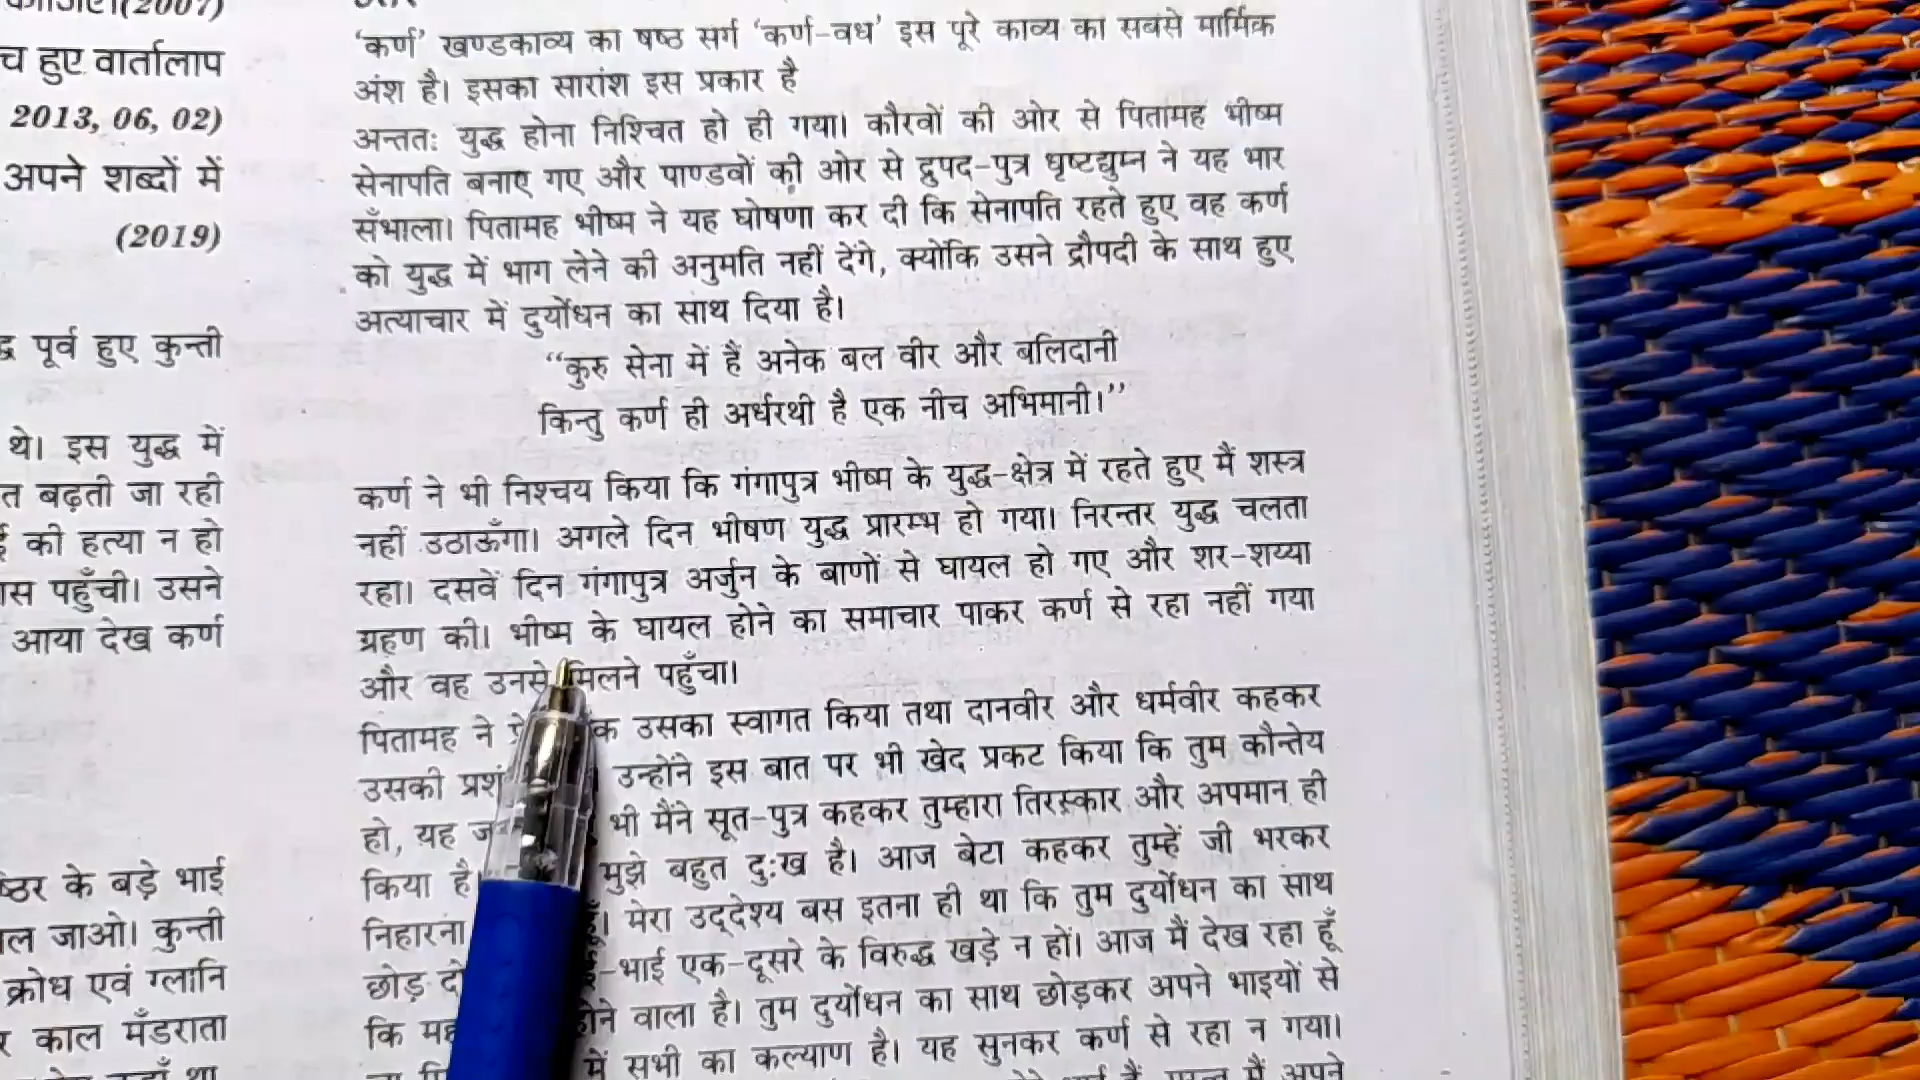 च हुए वार्तालाप
2013, 06, 02)
अपने शब्दों में
(2019)
पूर्व हुए कुन्ती
थे। इस युद्ध में
त बढ़ती जा रही
की हत्या न हो
स पहुँची। उसने
आया देख कर्ण
के बड़े भाई
जाओ। कुन्ती
क्रोध एवं ग्लानि
काल मँडराता
‘कर्ण’ खण्डकाव्य का षष्ठ सर्ग ‘कर्ण-वध’ इस पूरे काव्य का सबसे मार्मिक
अंश है। इसका सारांश इस प्रकार है
अन्ततः युद्ध होना निश्चित हो ही गया। कौरवों की ओर से पितामह भीष्म
सेनापति बनाए गए और पाण्डवों की ओर से द्रुपद-पुत्र धृष्टद्युम्न ने यह भार
सँभाला। पितामह भीष्म ने यह घोषणा कर दी कि सेनापति रहते हुए वह कर्ण
को युद्ध में भाग लेने की अनुमति नहीं देंगे, क्योंकि उसने द्रौपदी के साथ हुए
अत्याचार में दुर्योधन का साथ दिया है।
“कुरु सेना में हैं अनेक बल वीर और बलिदानी
किन्तु कर्ण ही अर्धरथी है एक नीच अभिमानी।”
कर्ण ने भी निश्चय किया कि गंगापुत्र भीष्म के युद्ध-क्षेत्र में रहते हुए मैं शस्त्र
नहीं उठाऊँगा। अगले दिन भीषण युद्ध प्रारम्भ हो गया। निरन्तर युद्ध चलता
रहा। दसवें दिन गंगापुत्र अर्जुन के बाणों से घायल हो गए और शर-शय्या
ग्रहण की। भीष्म के घायल होने का समाचार पाकर कर्ण से रहा नहीं गया
और वह उनसे मिलने पहुँचा।
पितामह ने उसका स्वागत किया तथा दानवीर और धर्मवीर कहकर
उसकी उन्होंने इस बात पर भी खेद प्रकट किया कि तुम कौन्तेय
हो, यह भी मैंने सूत-पुत्र कहकर तुम्हारा तिरस्कार और अपमान ही
किया है। मुझे बहुत दुःख है। आज बेटा कहकर तुम्हें जी भरकर
निहारना मेरा उद्देश्य बस इतना ही था कि तुम दुर्योधन का साथ
छोड़ -भाई एक-दूसरे के विरुद्ध खड़े न हों। आज मैं देख रहा हूँ
कि वाला है। तुम दुर्योधन का साथ छोड़कर अपने भाइयों से
में सभी का कल्याण है। यह सुनकर कर्ण से रहा न गया।